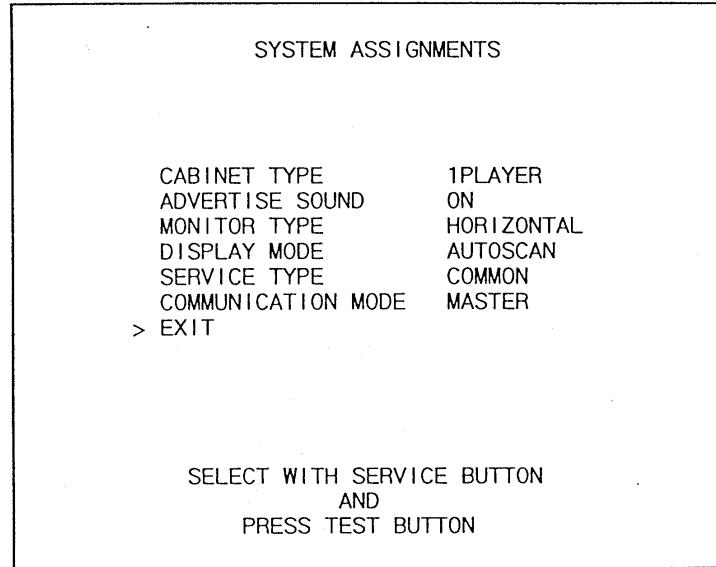 SYSTEM ASSIGNMENTS
CABINET TYPE 1PLAYER
ADVERTISE SOUND ON
MONITOR TYPE HORIZONTAL
DISPLAY MODE AUTOSCAN
SERVICE TYPE COMMON
COMMUNICATION MODE MASTER
> EXIT
SELECT WITH SERVICE BUTTON
AND
PRESS TEST BUTTON